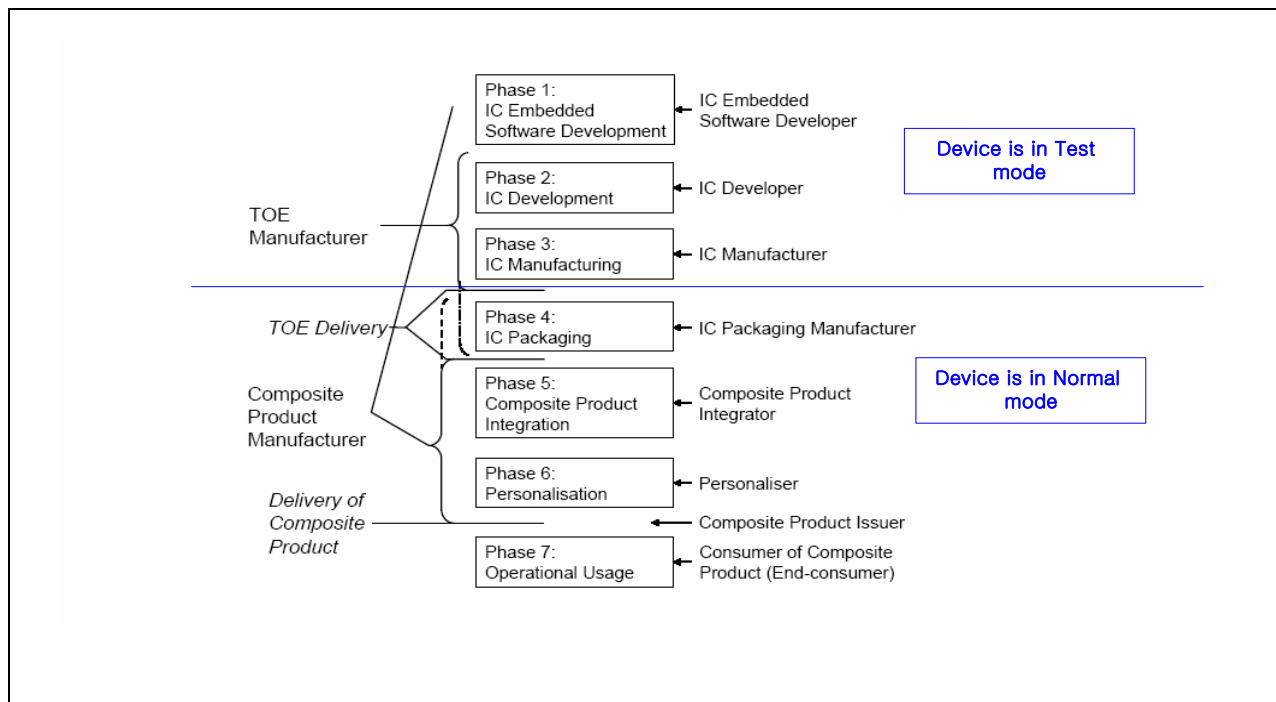 Phase 1:
IC Embedded
Software Development
IC Embedded
Software Developer
Device is in Test
mode
Phase 2:
IC Development
IC Developer
TOE
Manufacturer
Phase 3:
IC Manufacturing
IC Manufacturer
TOE Delivery
Phase 4:
IC Packaging
IC Packaging Manufacturer
Device is in Normal
mode
Composite
Product
Manufacturer
Phase 5:
Composite Product
Integration
Composite Product
Integrator
Phase 6:
Personalisation
Personaliser
Delivery of
Composite
Product
Composite Product Issuer
Phase 7:
Operational Usage
Consumer of Composite
Product (End-consumer)